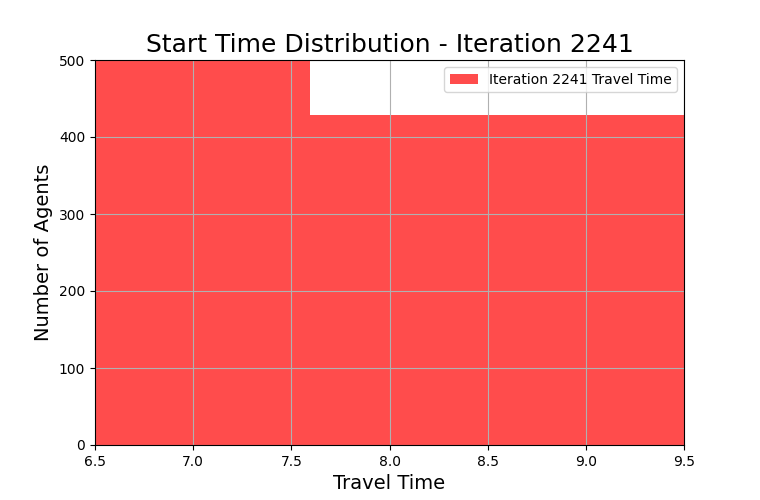 Start Time Distribution - Iteration 2241
Iteration 2241 Travel Time
Number of Agents
500
400
300
200
100
0
6.5 7.0 7.5 8.0 8.5 9.0 9.5
Travel Time